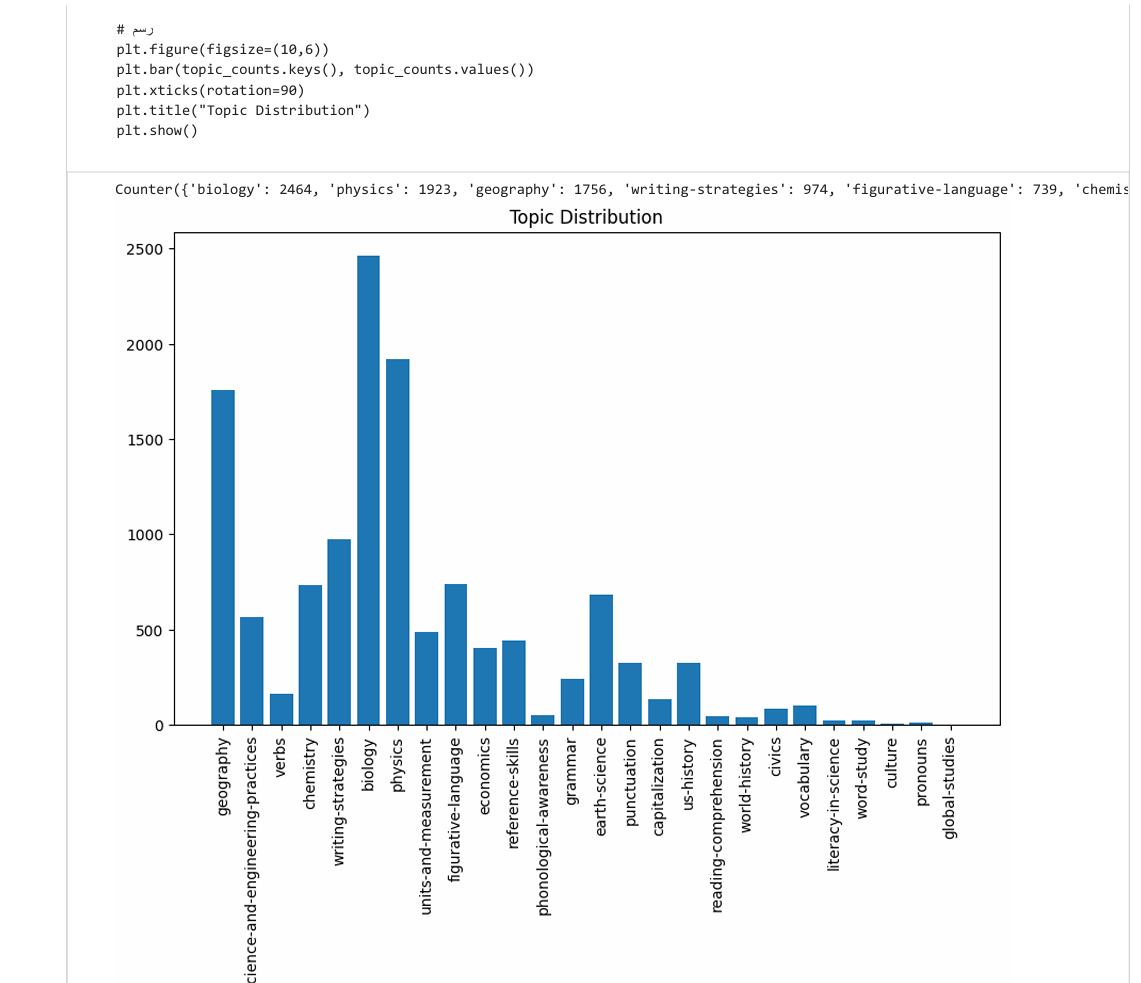 # رسم
plt.figure(figsize=(10,6))
plt.bar(topic_counts.keys(), topic_counts.values())
plt.xticks(rotation=90)
plt.title("Topic Distribution")
plt.show()
Counter({'biology': 2464, 'physics': 1923, 'geography': 1756, 'writing-strategies': 974, 'figurative-language': 739, 'chemis
Topic Distribution
2500
2000
1500
1000
500
0
geography
cience-and-engineering-practices
verbs
chemistry
writing-strategies
biology
physics
units-and-measurement
figurative-language
economics
reference-skills
phonological-awareness
grammar
earth-science
punctuation
capitalization
us-history
reading-comprehension
world-history
civics
vocabulary
literacy-in-science
word-study
culture
pronouns
global-studies